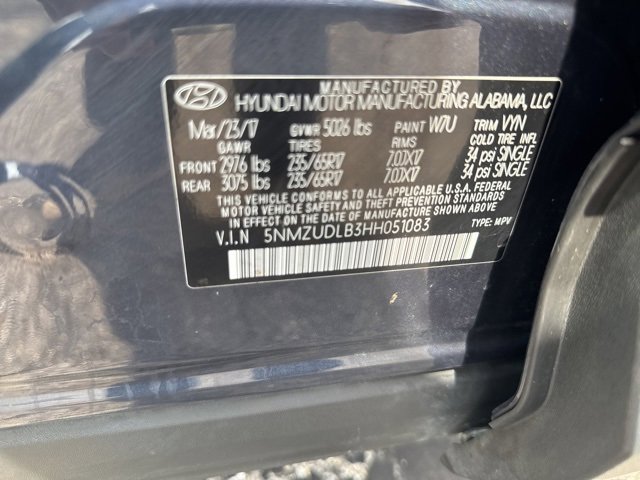 MANUFACTURED BY
HYUNDAI MOTOR MANUFACTURING ALABAMA, LLC
Mar/23/17 GVWR 5026 lbs PAINT W7U TRIM VYN
GAWR TIRES RIMS COLD TIRE INFL
FRONT 2976 lbs 235/65R17 7.0JX17 34 psi SINGLE
REAR 3075 lbs 235/65R17 7.0JX17 34 psi SINGLE
THIS VEHICLE CONFORMS TO ALL APPLICABLE U.S.A. FEDERAL
MOTOR VEHICLE SAFETY AND THEFT PREVENTION STANDARDS
IN EFFECT ON THE DATE OF MANUFACTURE SHOWN ABOVE.
V.I.N 5NMZUDLB3HH051083 TYPE: MPV